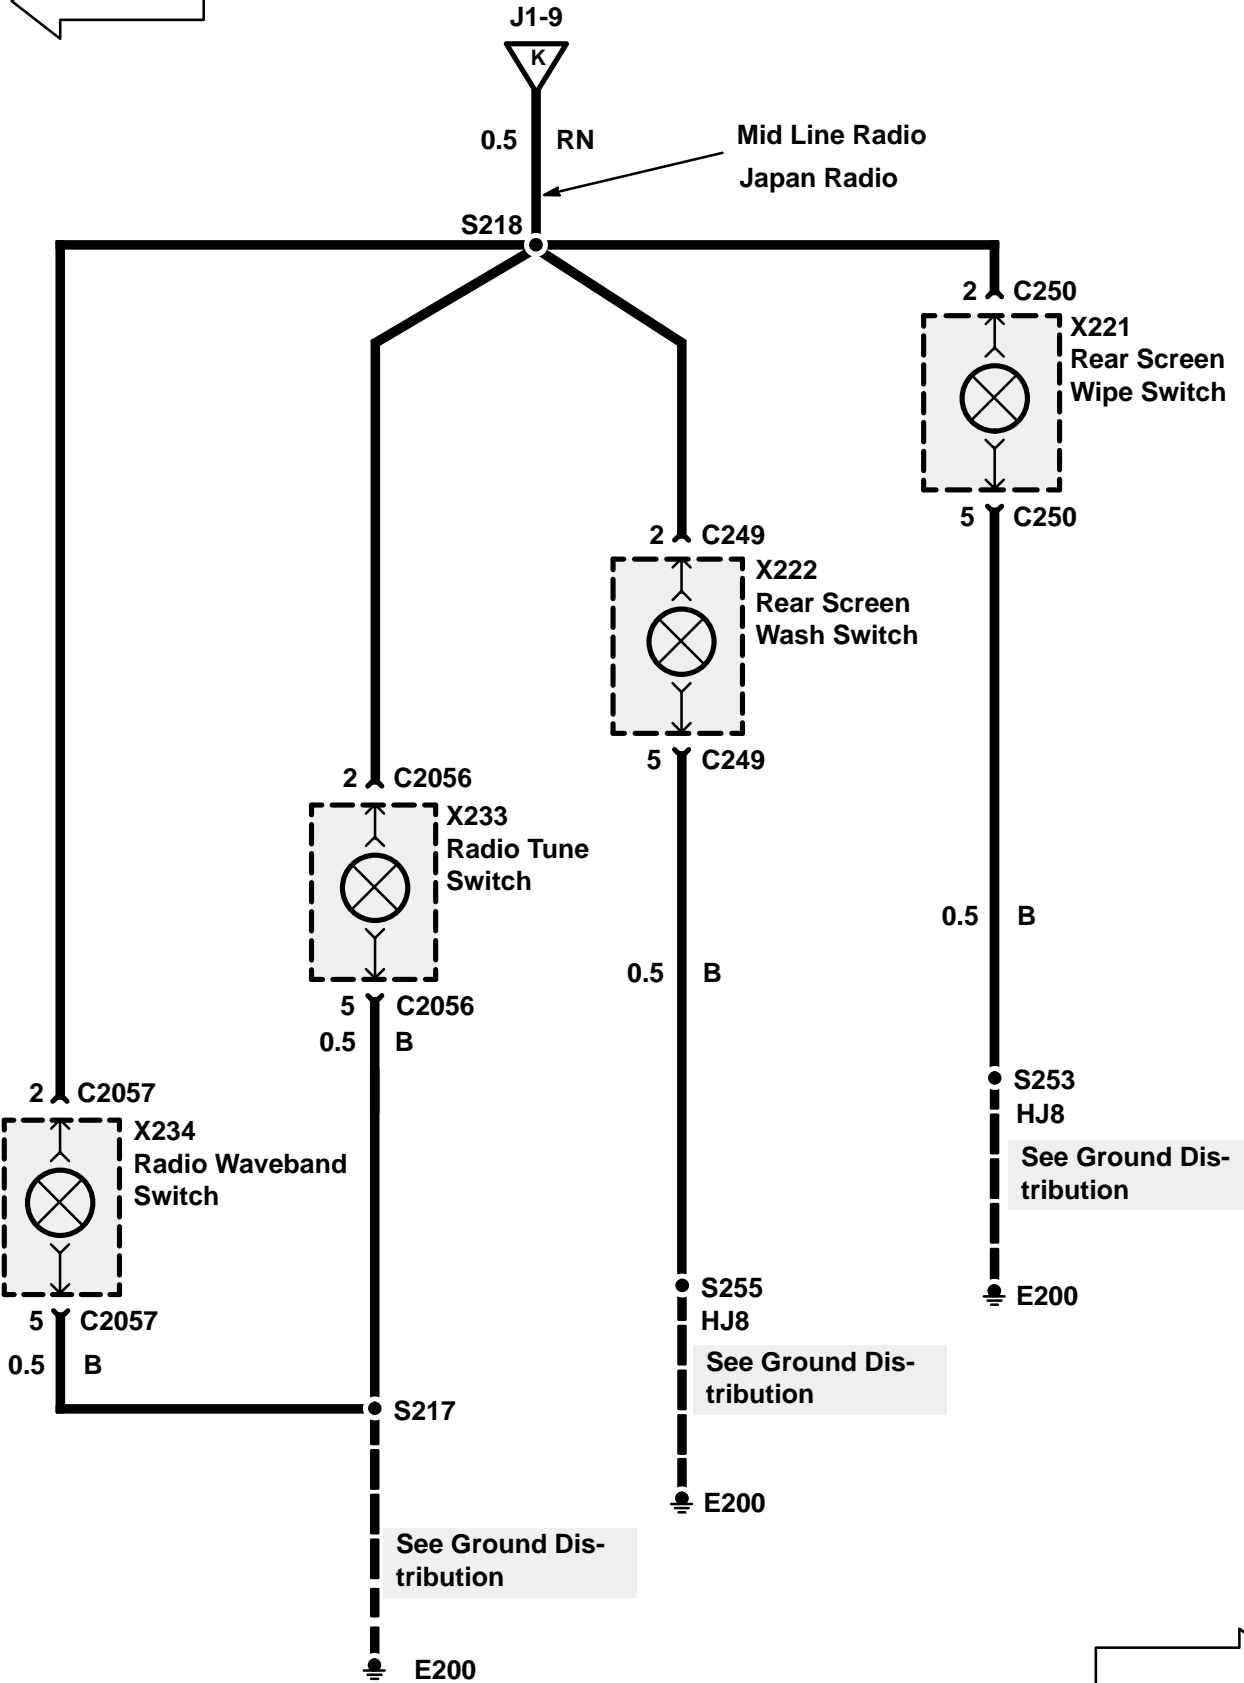 J1-9
K
0.5 RN
Mid Line Radio
Japan Radio
S218
2 C250
X221
Rear Screen
Wipe Switch
5 C250
2 C249
X222
Rear Screen
Wash Switch
5 C249
2 C2056
X233
Radio Tune
Switch
5 C2056
0.5 B
0.5 B
0.5 B
2 C2057
X234
Radio Waveband
Switch
5 C2057
0.5 B
S253
HJ8
See Ground Dis-
tribution
E200
S255
HJ8
See Ground Dis-
tribution
E200
S217
See Ground Dis-
tribution
E200